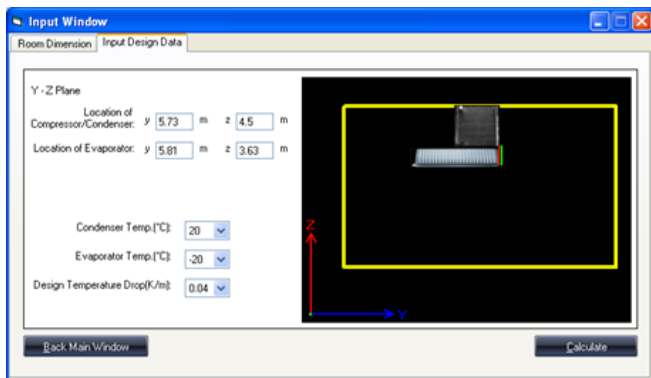 Input Window
Room Dimension Input Design Data
Y - Z Plane
Location of
Compressor/Condenser: y 5.73 m z 4.5 m
Location of Evaporator: y 5.81 m z 3.63 m
Condenser Temp.(°C): 20
Evaporator Temp.(°C): -20
Design Temperature Drop(K/m): 0.04
Z
Y
Back Main Window Calculate